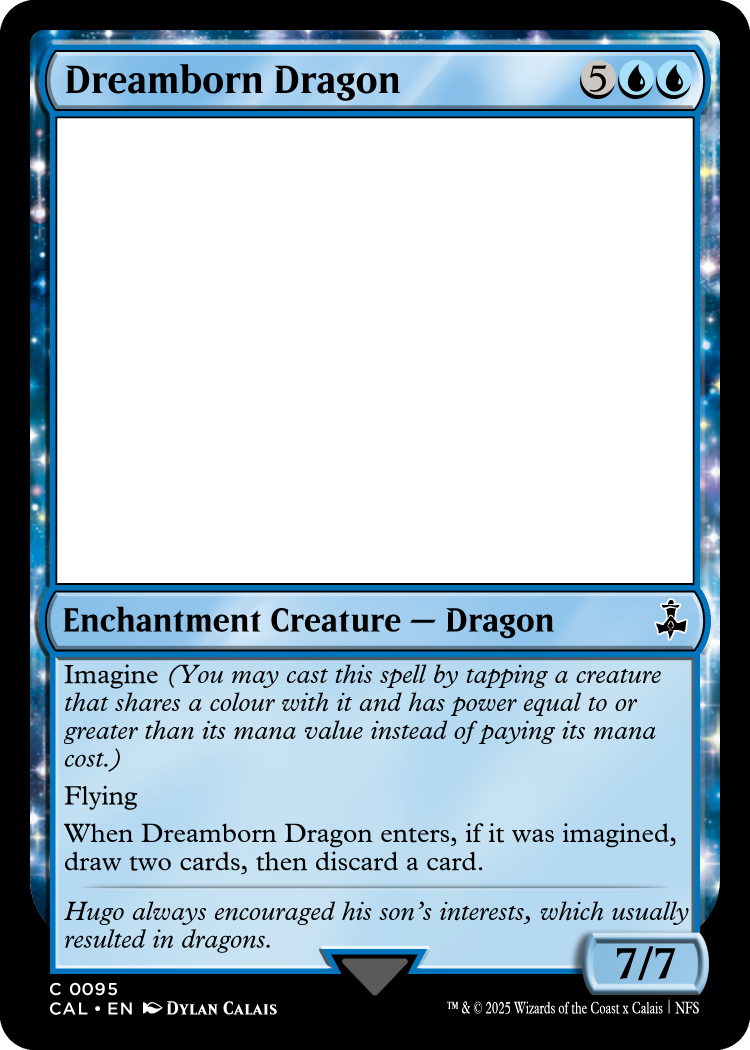 Dreamborn Dragon 5
Enchantment Creature — Dragon
Imagine (You may cast this spell by tapping a creature
that shares a colour with it and has power equal to or
greater than its mana value instead of paying its mana
cost.)
Flying
When Dreamborn Dragon enters, if it was imagined,
draw two cards, then discard a card.
Hugo always encouraged his son's interests, which usually
resulted in dragons.
7/7
C 0095
CAL • EN Dylan Calais
™ & © 2025 Wizards of the Coast x Calais | NFS